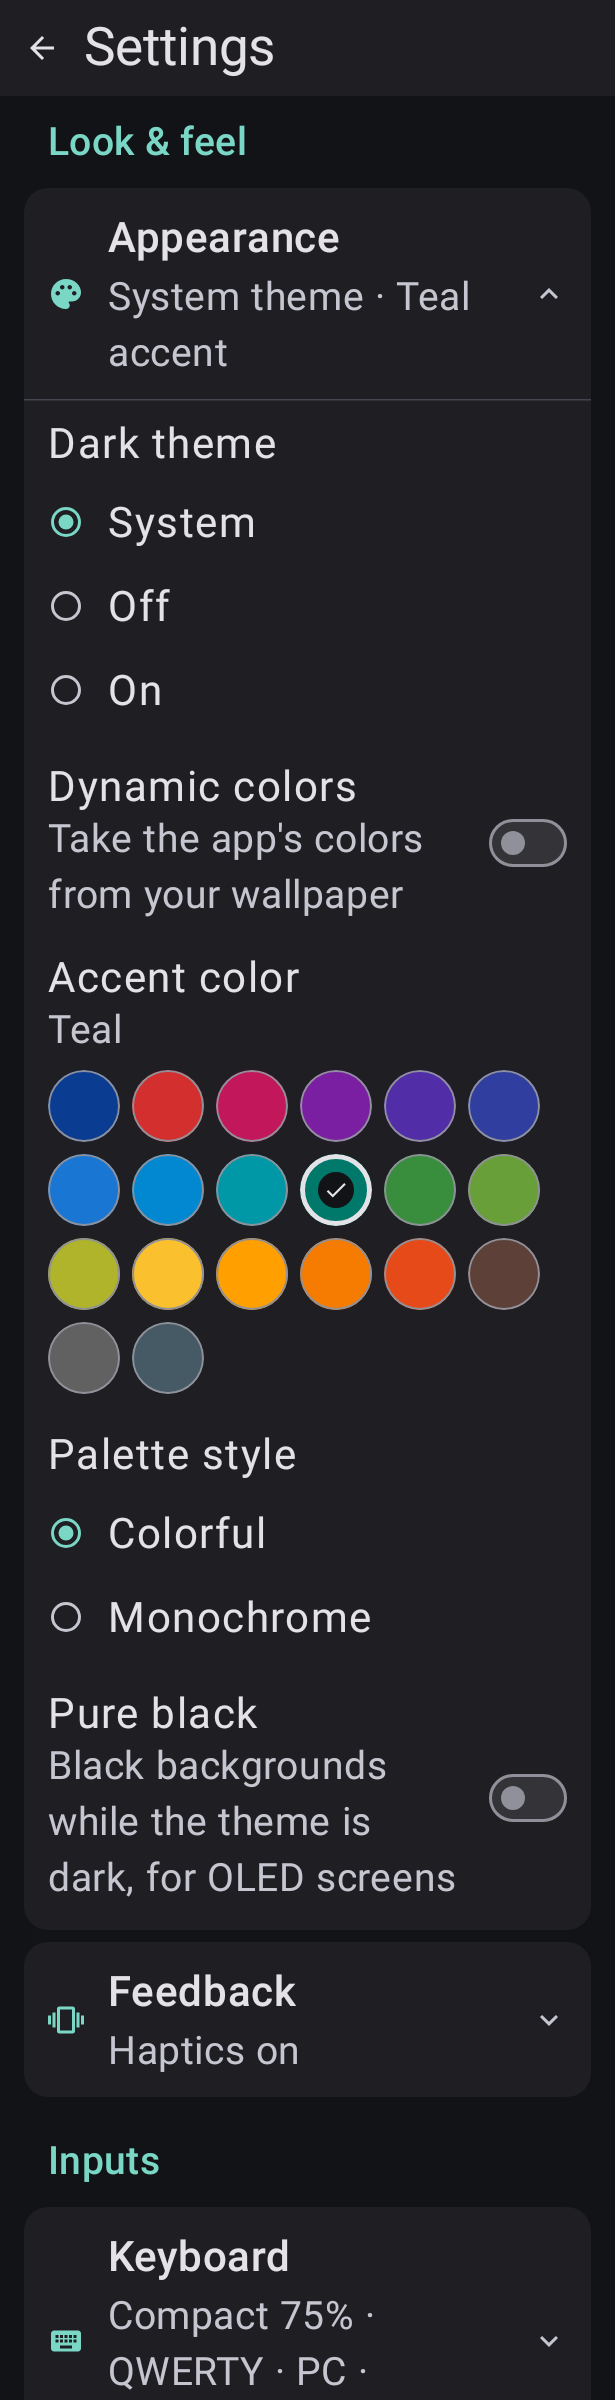 Settings
Look & feel
Appearance
System theme · Teal
accent
Dark theme
System
Off
On
Dynamic colors
Take the app's colors
from your wallpaper
Accent color
Teal
Palette style
Colorful
Monochrome
Pure black
Black backgrounds
while the theme is
dark, for OLED screens
Feedback
Haptics on
Inputs
Keyboard
Compact 75% ·
QWERTY · PC ·